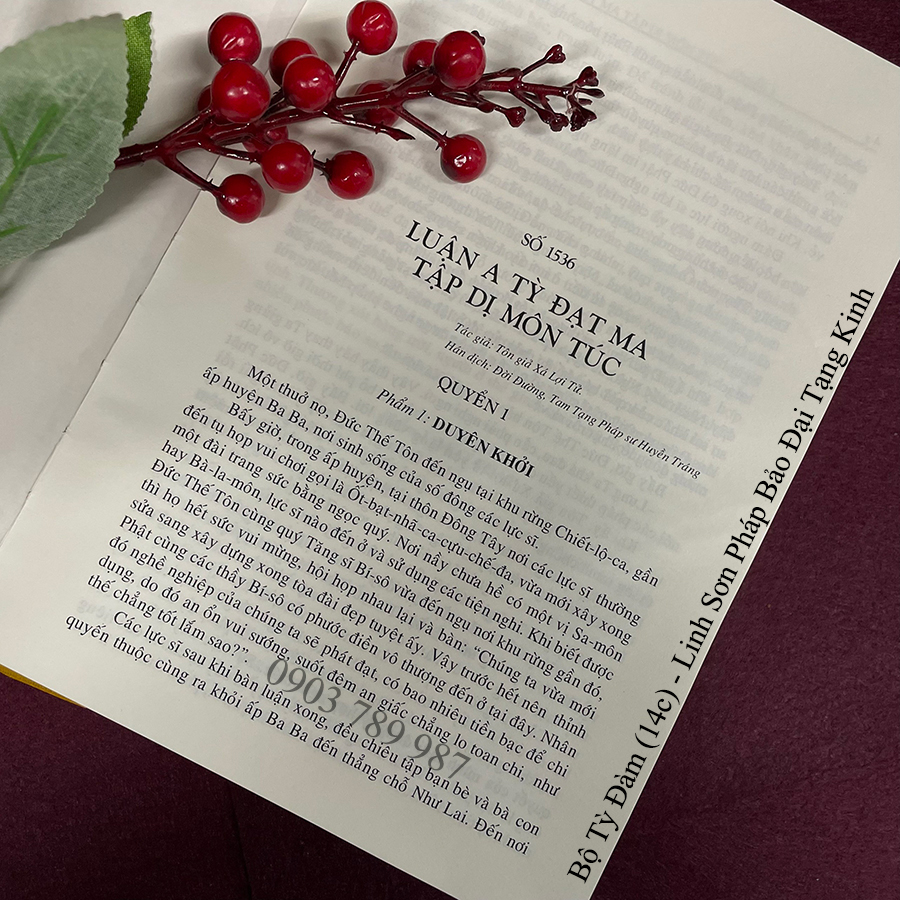 SỐ 1536
LUẬN A TỲ ĐẠT MA
TẬP DỊ MÔN TÚC
Tác giả: Tôn giả Xá Lợi Tử.
Hán dịch: Đời Đường, Tam Tạng Pháp sư Huyền Trang
QUYỂN 1
Phẩm 1: DUYÊN KHỞI
Một thuở nọ, Đức Thế Tôn đến ngụ tại khu rừng Chiết-lộ-ca, gần
ấp huyện Ba Ba, nơi sinh sống của số đông các lực sĩ.
Bấy giờ, trong ấp huyện, tại thôn Đông Tây nơi các lực sĩ thường
đến tụ họp vui chơi gọi là Ốt-bạt-nhã-ca-cựu-chế-đa, vừa mới xây xong
một đài trang sức bằng ngọc quý. Nơi nầy chưa hề có một vị Sa-môn
hay Bà-la-môn, lực sĩ nào đến ở và sử dụng các tiện nghi. Khi biết được
Đức Thế Tôn cùng quý Tăng sĩ Bí-sô vừa đến ngụ nơi khu rừng gần đó,
thì họ hết sức vui mừng, hội họp nhau lại và bàn: “Chúng ta vừa mới
sửa sang xây dựng xong tòa đài đẹp tuyệt ấy. Vậy trước hết nên thỉnh
Phật cùng các thầy Bí-sô có phước điền vô thượng đến ở tại đây. Nhân
đó nghề nghiệp của chúng ta sẽ phát đạt, có bao nhiêu tiền bạc để chi
dụng, do đó an ổn vui sướng, suốt đêm an giấc chẳng lo toan chi, như
thế chẳng tốt lắm sao?”.
Các lực sĩ sau khi bàn luận xong, đều chiêu tập bạn bè và bà con
quyến thuộc cùng ra khỏi ấp Ba Ba đến thẳng chỗ Như Lai. Đến nơi
0903 789 987
Bộ Tỳ Đàm (14c) - Linh Sơn Pháp Bảo Đại Tạng Kinh